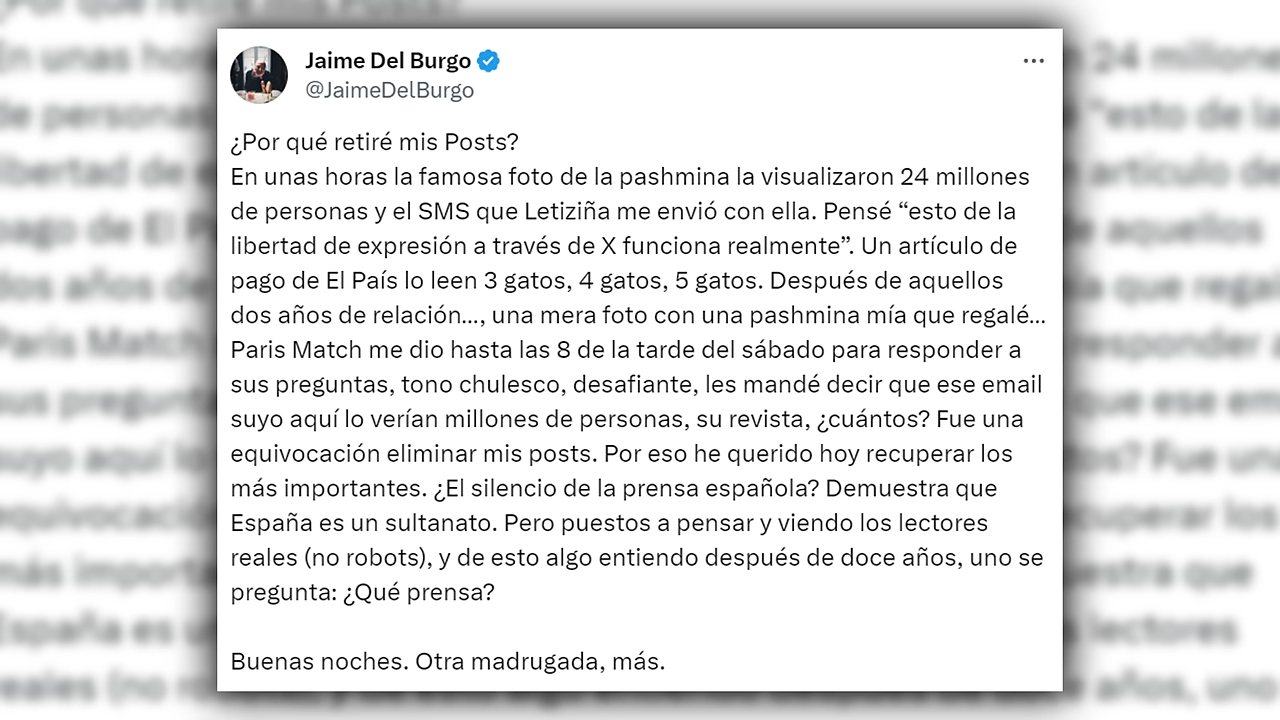 Jaime Del Burgo
@JaimeDelBurgo
¿Por qué retiré mis Posts?
En unas horas la famosa foto de la pashmina la visualizaron 24 millones
de personas y el SMS que Letiziña me envió con ella. Pensé “esto de la
libertad de expresión a través de X funciona realmente”. Un artículo de
pago de El País lo leen 3 gatos, 4 gatos, 5 gatos. Después de aquellos
dos años de relación..., una mera foto con una pashmina mía que regalé...
Paris Match me dio hasta las 8 de la tarde del sábado para responder a
sus preguntas, tono chulesco, desafiante, les mandé decir que ese email
suyo aquí lo verían millones de personas, su revista, ¿cuántos? Fue una
equivocación eliminar mis posts. Por eso he querido hoy recuperar los
más importantes. ¿El silencio de la prensa española? Demuestra que
España es un sultanato. Pero puestos a pensar y viendo los lectores
reales (no robots), y de esto algo entiendo después de doce años, uno se
pregunta: ¿Qué prensa?
Buenas noches. Otra madrugada, más.